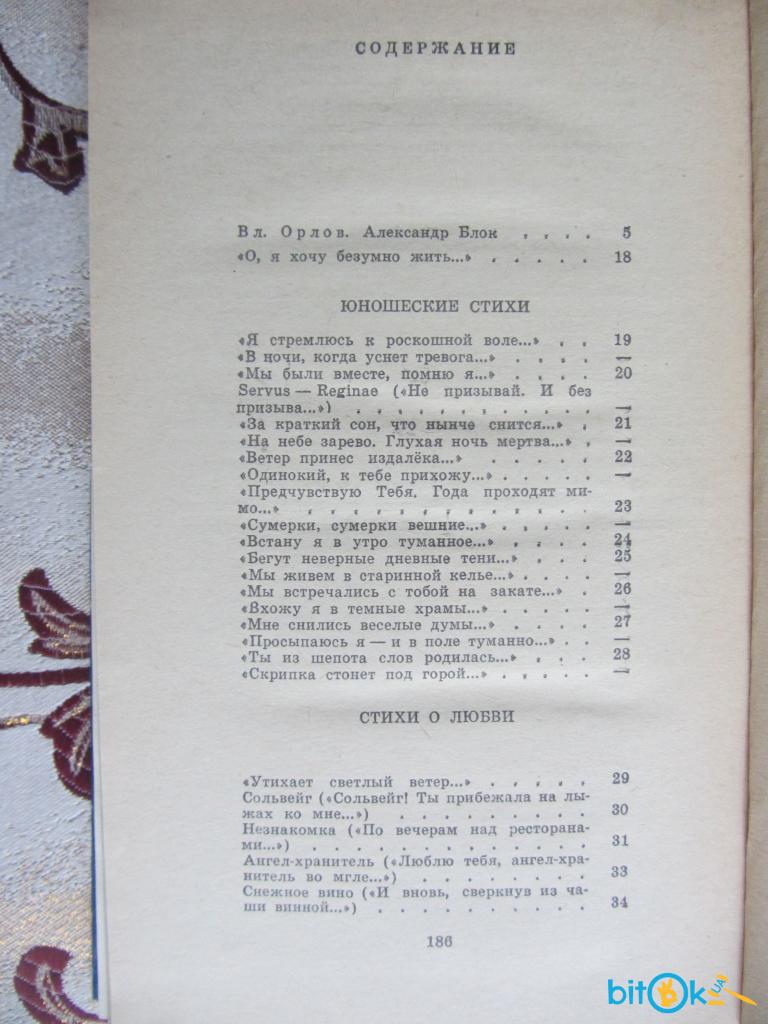 СОДЕРЖАНИЕ
Вл. Орлов. Александр Блок . . . . 5
«О, я хочу безумно жить...» . . . . . 18
ЮНОШЕСКИЕ СТИХИ
«Я стремлюсь к роскошной воле...» . . 19
«В ночи, когда уснет тревога...» . . . . —
«Мы были вместе, помню я...» . . . . 20
Servus — Reginae («Не призывай. И без
призыва...») . . . . . . . . . . . —
«За краткий сон, что нынче снится...» . 21
«На небе зарево. Глухая ночь мертва...» . —
«Ветер принес издалёка...» . . . . . 22
«Одинокий, к тебе прихожу...» . . . . . —
«Предчувствую Тебя. Года проходят ми-
мо...» . . . . . . . . . . . 23
«Сумерки, сумерки вешние...» . . . . . —
«Встану я в утро туманное...» . . . . 24
«Бегут неверные дневные тени...» . . . 25
«Мы живем в старинной келье...» . . . . —
«Мы встречались с тобой на закате...» . 26
«Вхожу я в темные храмы...» . . . . . —
«Мне снились веселые думы...» . . . . 27
«Просыпаюсь я — и в поле туманно...» . . —
«Ты из шепота слов родилась...» . . . 28
«Скрипка стонет под горой...» . . . . . —
СТИХИ О ЛЮБВИ
«Утихает светлый ветер...» . . . . . 29
Сольвейг («Сольвейг! Ты прибежала на лы-
жах ко мне...») . . . . . . . . . 30
Незнакомка («По вечерам над ресторана-
ми...») . . . . . . . . . . . 31
Ангел-хранитель («Люблю тебя, ангел-хра-
нитель во мгле...») . . . . . . . . 33
Снежное вино («И вновь, сверкнув из ча-
ши винной...») . . . . . . . . . . 34
186
bitOk.UA